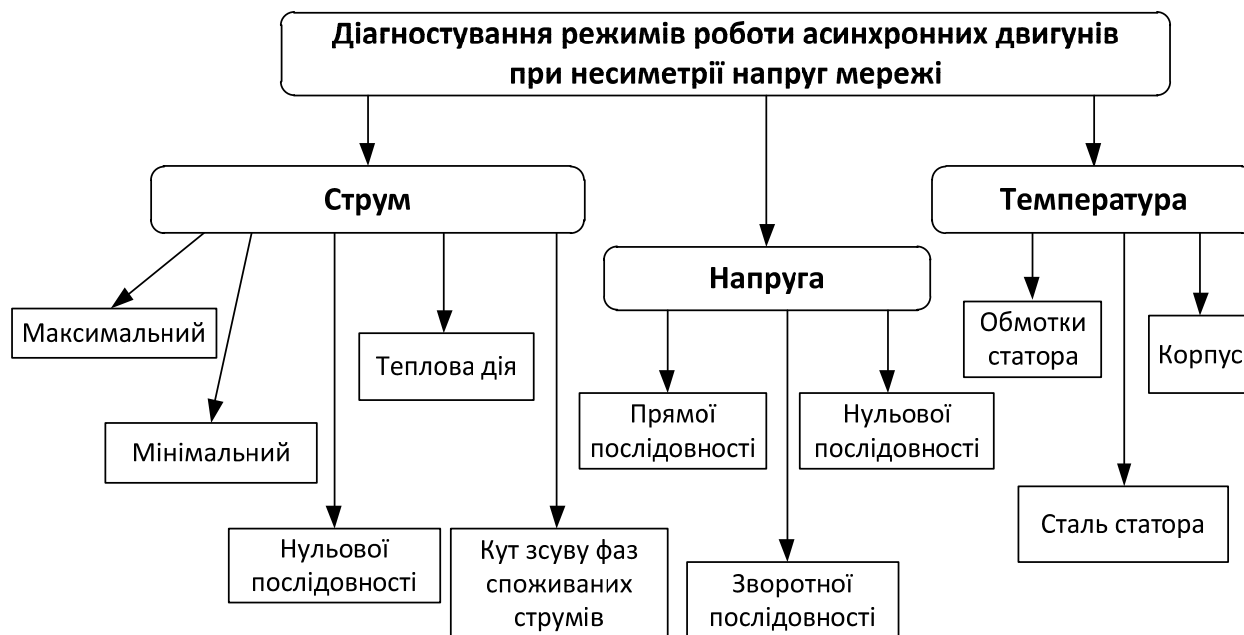 Діагностування режимів роботи асинхронних двигунів
при несиметрії напруг мережі
Струм
Температура
Напруга
Максимальний
Мінімальний
Нульової
послідовності
Теплова дія
Кут зсуву фаз
споживаних
струмів
Прямої
послідовності
Зворотної
послідовності
Нульової
послідовності
Обмотки
статора
Сталь статора
Корпус